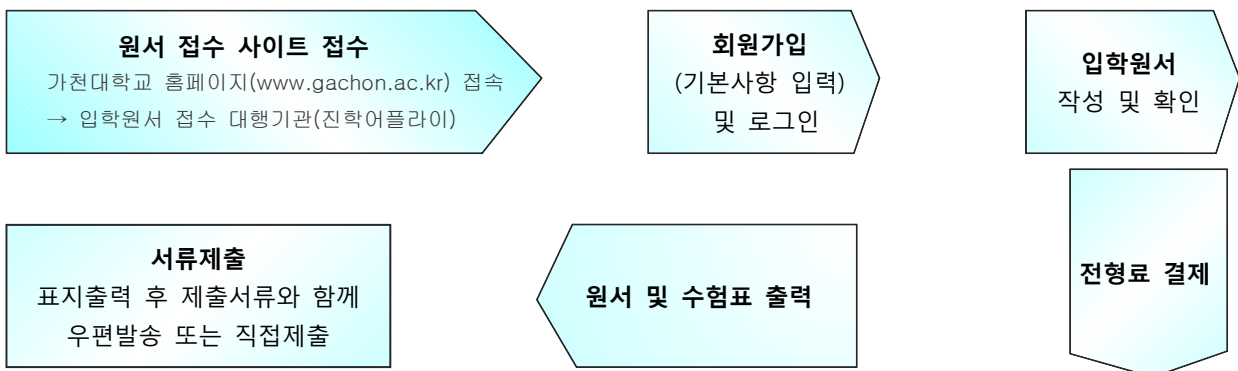 원서 접수 사이트 접수
가천대학교 홈페이지(www.gachon.ac.kr) 접속
→ 입학원서 접수 대행기관(진학어플라이)
회원가입
(기본사항 입력)
및 로그인
입학원서
작성 및 확인
전형료 결제
원서 및 수험표 출력
서류제출
표지출력 후 제출서류와 함께
우편발송 또는 직접제출